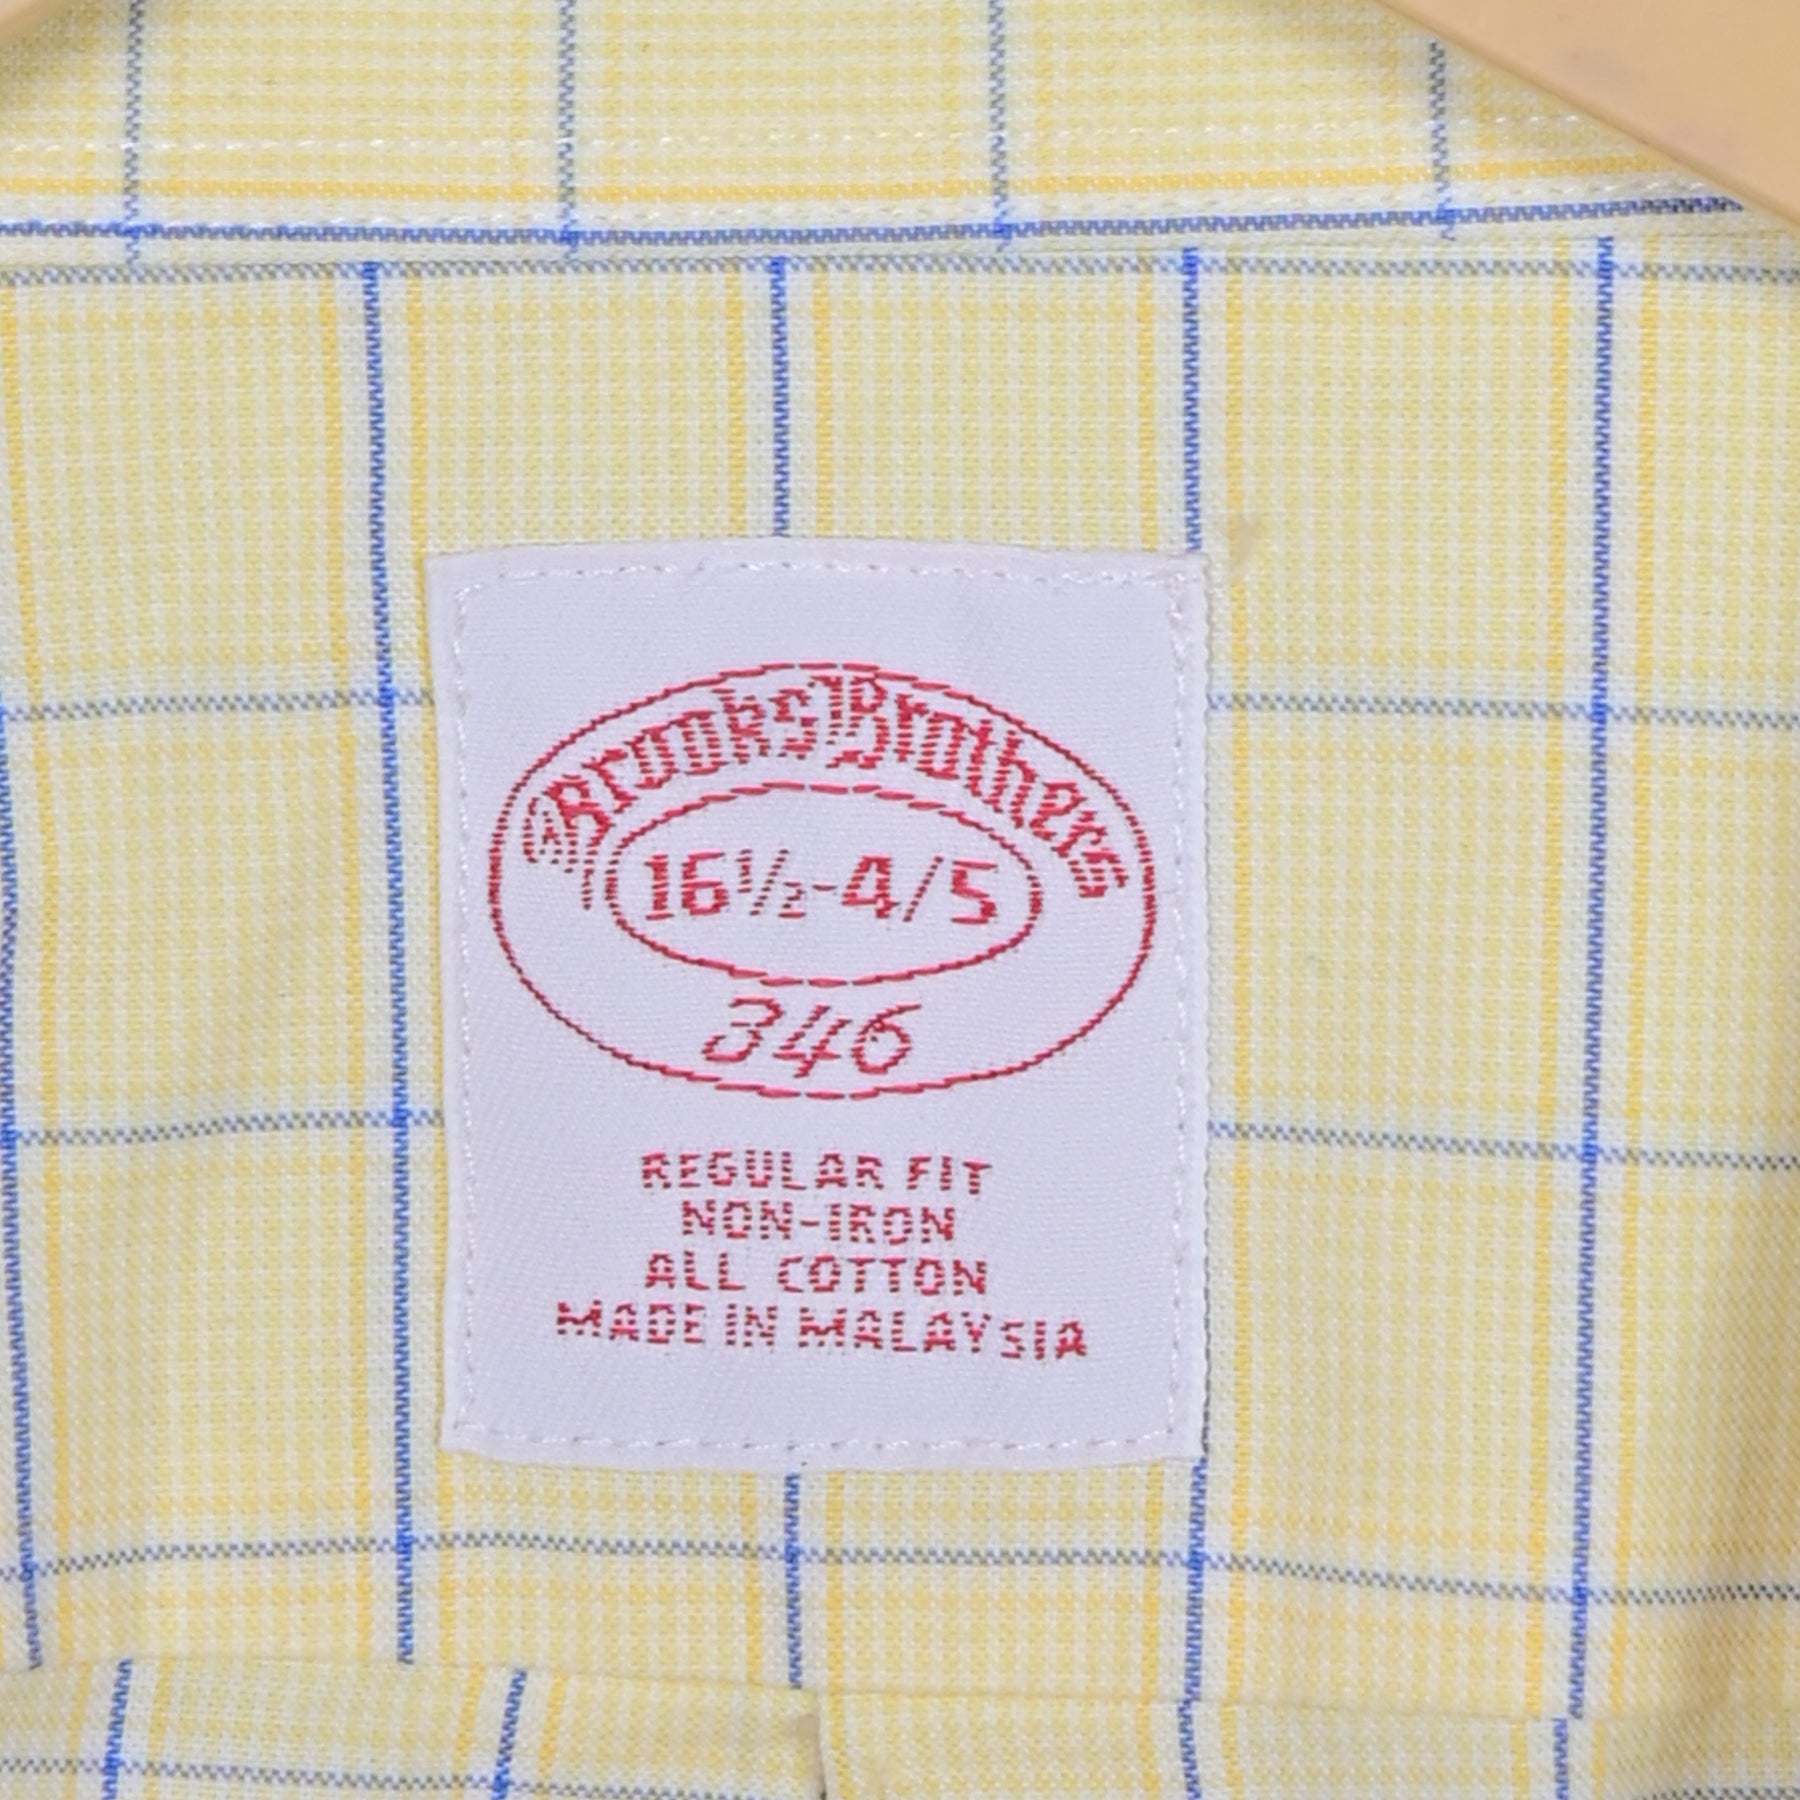 Brooks Brothers
16½-4/5
346
REGULAR FIT
NON-IRON
ALL COTTON
MADE IN MALAYSIA